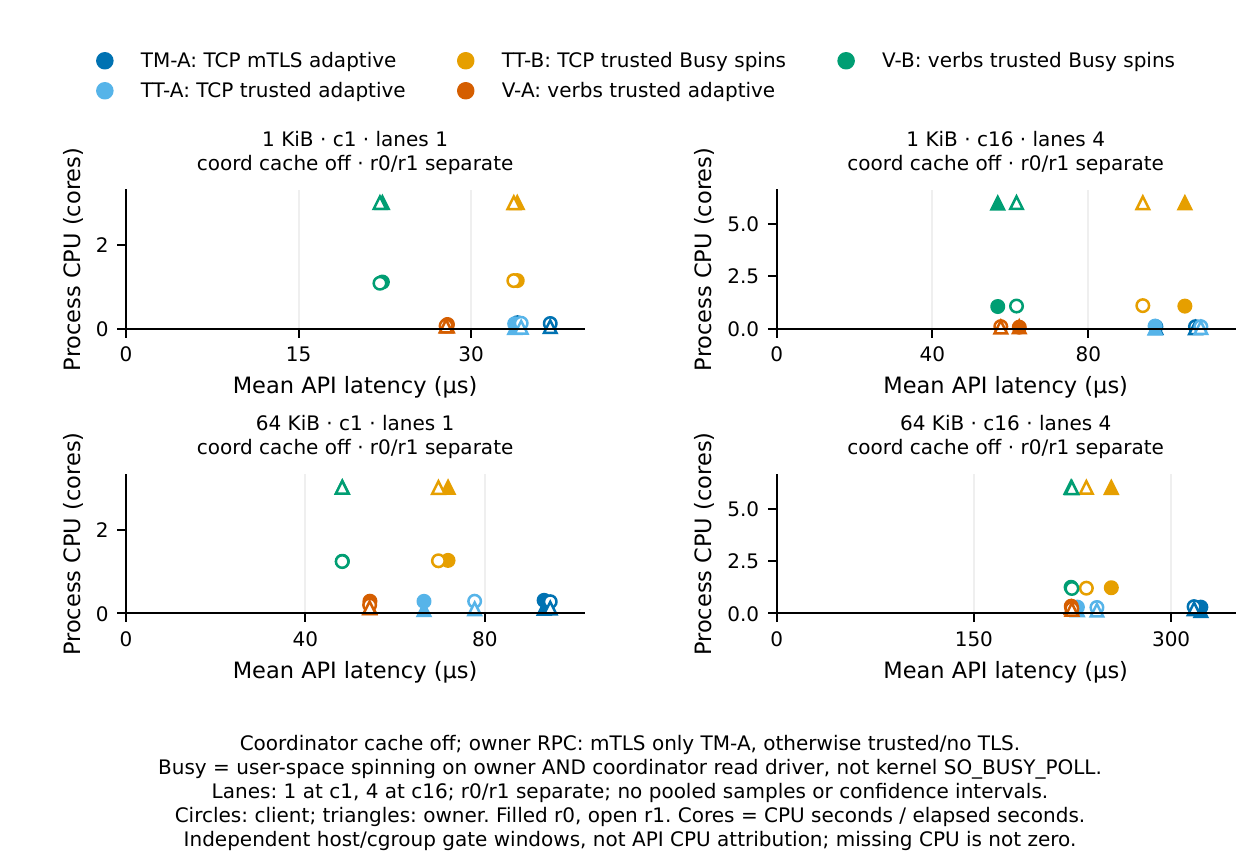 TM-A: TCP mTLS adaptive
TT-B: TCP trusted Busy spins
V-B: verbs trusted Busy spins
TT-A: TCP trusted adaptive
V-A: verbs trusted adaptive
1 KiB · c1 · lanes 1
coord cache off · r0/r1 separate
Process CPU (cores)
2
0
0
15
30
Mean API latency (µs)
1 KiB · c16 · lanes 4
coord cache off · r0/r1 separate
Process CPU (cores)
5.0
2.5
0.0
0
40
80
Mean API latency (µs)
64 KiB · c1 · lanes 1
coord cache off · r0/r1 separate
Process CPU (cores)
2
0
0
40
80
Mean API latency (µs)
64 KiB · c16 · lanes 4
coord cache off · r0/r1 separate
Process CPU (cores)
5.0
2.5
0.0
0
150
300
Mean API latency (µs)
Coordinator cache off; owner RPC: mTLS only TM-A, otherwise trusted/no TLS.
Busy = user-space spinning on owner AND coordinator read driver, not kernel SO_BUSY_POLL.
Lanes: 1 at c1, 4 at c16; r0/r1 separate; no pooled samples or confidence intervals.
Circles: client; triangles: owner. Filled r0, open r1. Cores = CPU seconds / elapsed seconds.
Independent host/cgroup gate windows, not API CPU attribution; missing CPU is not zero.